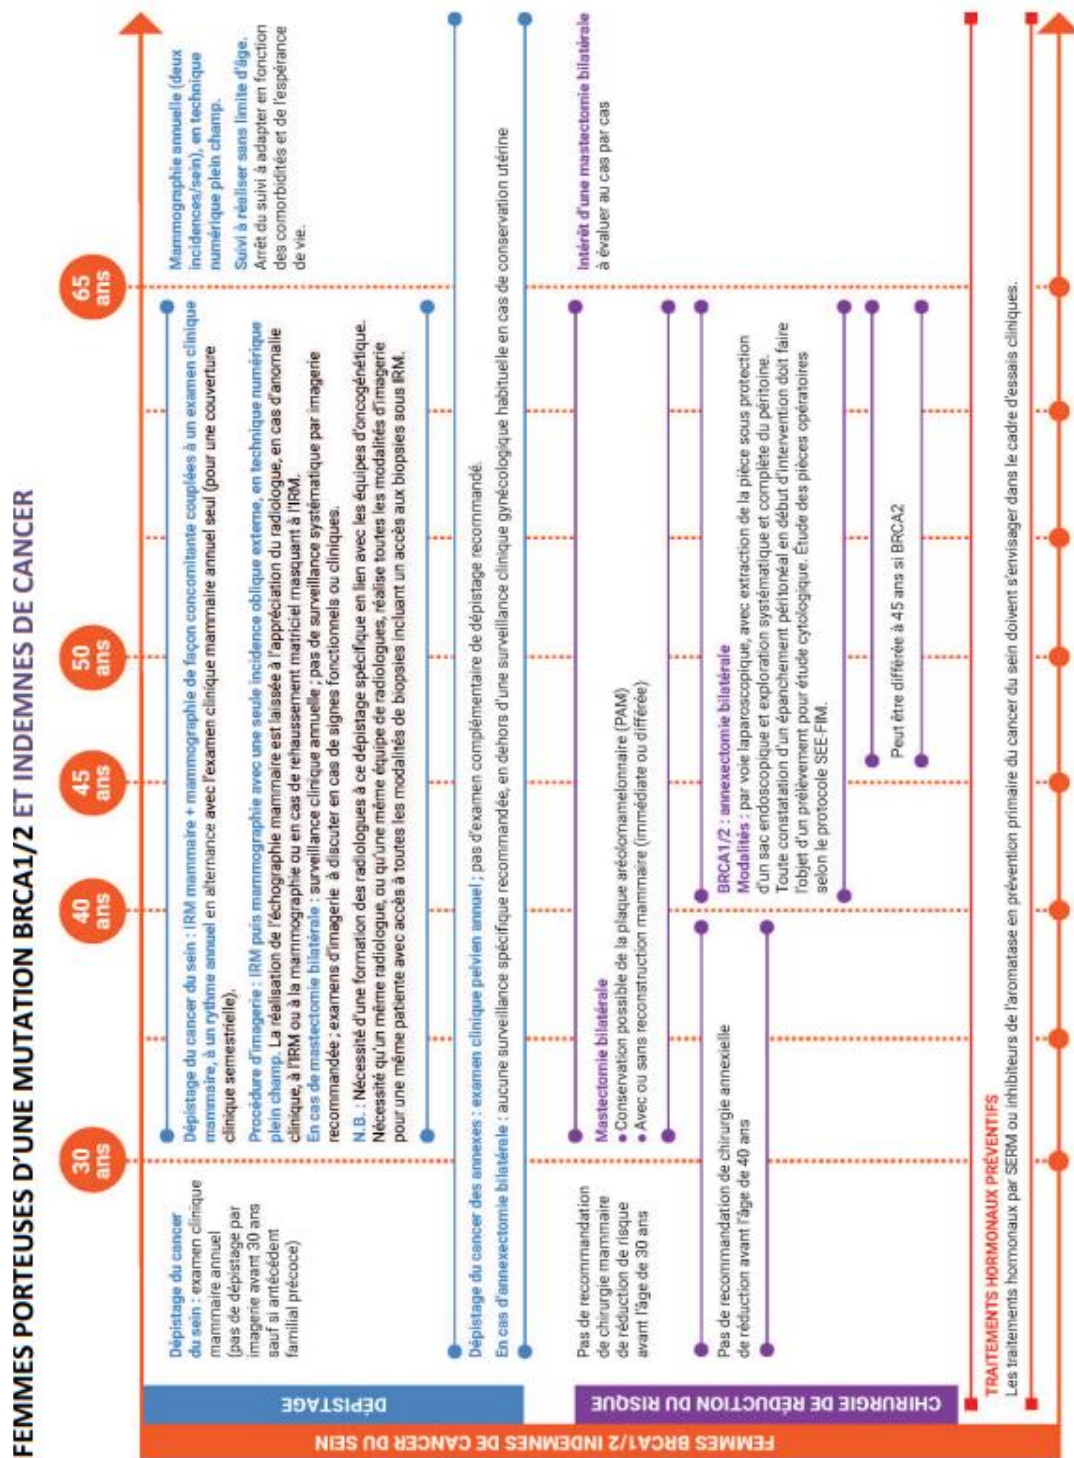 FEMMES PORTEUSES D'UNE MUTATION BRCA1/2 ET INDEMNES DE CANCER
30
ans
40
ans
45
ans
50
ans
65
ans
FEMMES BRCA1/2 INDEMNES DE CANCER DU SEIN
DÉPISTAGE
Dépistage du cancer
du sein : examen clinique
mammaire annuel
(pas de dépistage par
imagerie avant 30 ans
sauf si antécédent
familial précoce)
Dépistage du cancer du sein : IRM mammaire + mammographie de façon concomitante couplées à un examen clinique
mammaire, à un rythme annuel en alternance avec l'examen clinique mammaire annuel seul (pour une couverture
clinique semestrielle).
Procédure d'imagerie : IRM puis mammographie avec une seule incidence oblique externe, en technique numérique
plein champ. La réalisation de l'échographie mammaire est laissée à l'appréciation du radiologue, en cas d'anomalie
clinique, à l'IRM ou à la mammographie ou en cas de rehaussement matriciel masquant à l'IRM.
En cas de mastectomie bilatérale : surveillance clinique annuelle ; pas de surveillance systématique par imagerie
recommandée ; examens d'imagerie à discuter en cas de signes fonctionnels ou cliniques.
N.B. : Nécessité d'une formation des radiologues à ce dépistage spécifique en lien avec les équipes d'oncogénétique.
Nécessité qu'un même radiologue, ou qu'une même équipe de radiologues, réalise toutes les modalités d'imagerie
pour une même patiente avec accès à toutes les modalités de biopsies incluant un accès aux biopsies sous IRM.
Mammographie annuelle (deux
incidences/sein), en technique
numérique plein champ.
Suivi à réaliser sans limite d'âge.
Arrêt du suivi à adapter en fonction
des comorbidités et de l'espérance
de vie.
Dépistage du cancer des annexes : examen clinique pelvien annuel ; pas d'examen complémentaire de dépistage recommandé.
En cas d'annexectomie bilatérale : aucune surveillance spécifique recommandée, en dehors d'une surveillance clinique gynécologique habituelle en cas de conservation utérine
CHIRURGIE DE RÉDUCTION DU RISQUE
Pas de recommandation
de chirurgie mammaire
de réduction de risque
avant l'âge de 30 ans
Mastectomie bilatérale
● Conservation possible de la plaque aréolomamelonnaire (PAM)
● Avec ou sans reconstruction mammaire (immédiate ou différée)
Intérêt d'une mastectomie bilatérale
à évaluer au cas par cas
Pas de recommandation de chirurgie annexielle
de réduction avant l'âge de 40 ans
BRCA1/2 : annexectomie bilatérale
Modalités : par voie laparoscopique, avec extraction de la pièce sous protection
d'un sac endoscopique et exploration systématique et complète du péritoine.
Toute constatation d'un épanchement péritonéal en début d'intervention doit faire
l'objet d'un prélèvement pour étude cytologique. Étude des pièces opératoires
selon le protocole SEE-FIM.
Peut être différée à 45 ans si BRCA2
TRAITEMENTS HORMONAUX PRÉVENTIFS
Les traitements hormonaux par SERM ou inhibiteurs de l'aromatase en prévention primaire du cancer du sein doivent s'envisager dans le cadre d'essais cliniques.